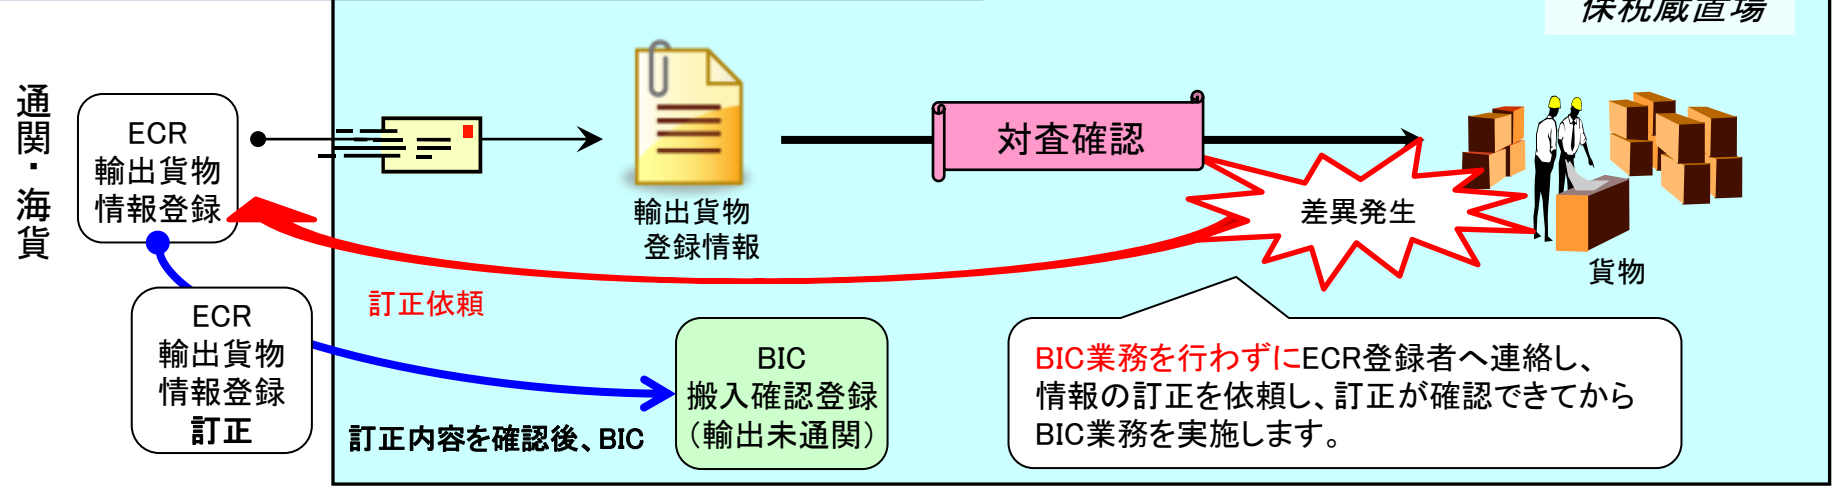 保税蔵置場
通関・海貨
ECR
輸出貨物
情報登録
対査確認
輸出貨物
登録情報
差異発生
貨物
訂正依頼
ECR
輸出貨物
情報登録
訂正
訂正内容を確認後、BIC
BIC
搬入確認登録
（輸出未通関）
BIC業務を行わずにECR登録者へ連絡し、
情報の訂正を依頼し、訂正が確認できてから
BIC業務を実施します。